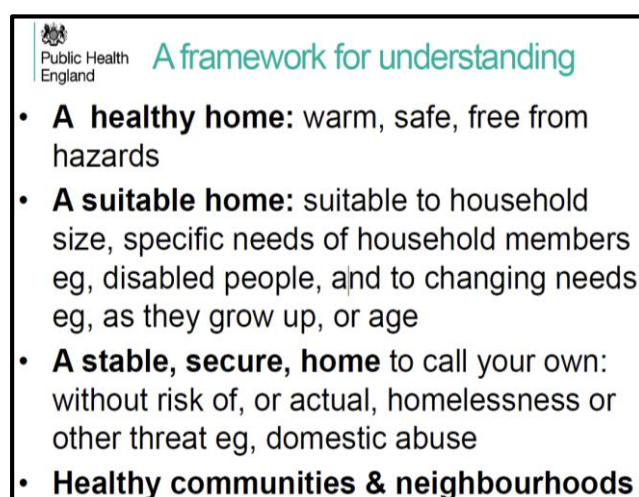 Public Health
England
A framework for understanding
• A healthy home: warm, safe, free from
hazards
• A suitable home: suitable to household
size, specific needs of household members
eg, disabled people, and to changing needs
eg, as they grow up, or age
• A stable, secure, home to call your own:
without risk of, or actual, homelessness or
other threat eg, domestic abuse
• Healthy communities & neighbourhoods